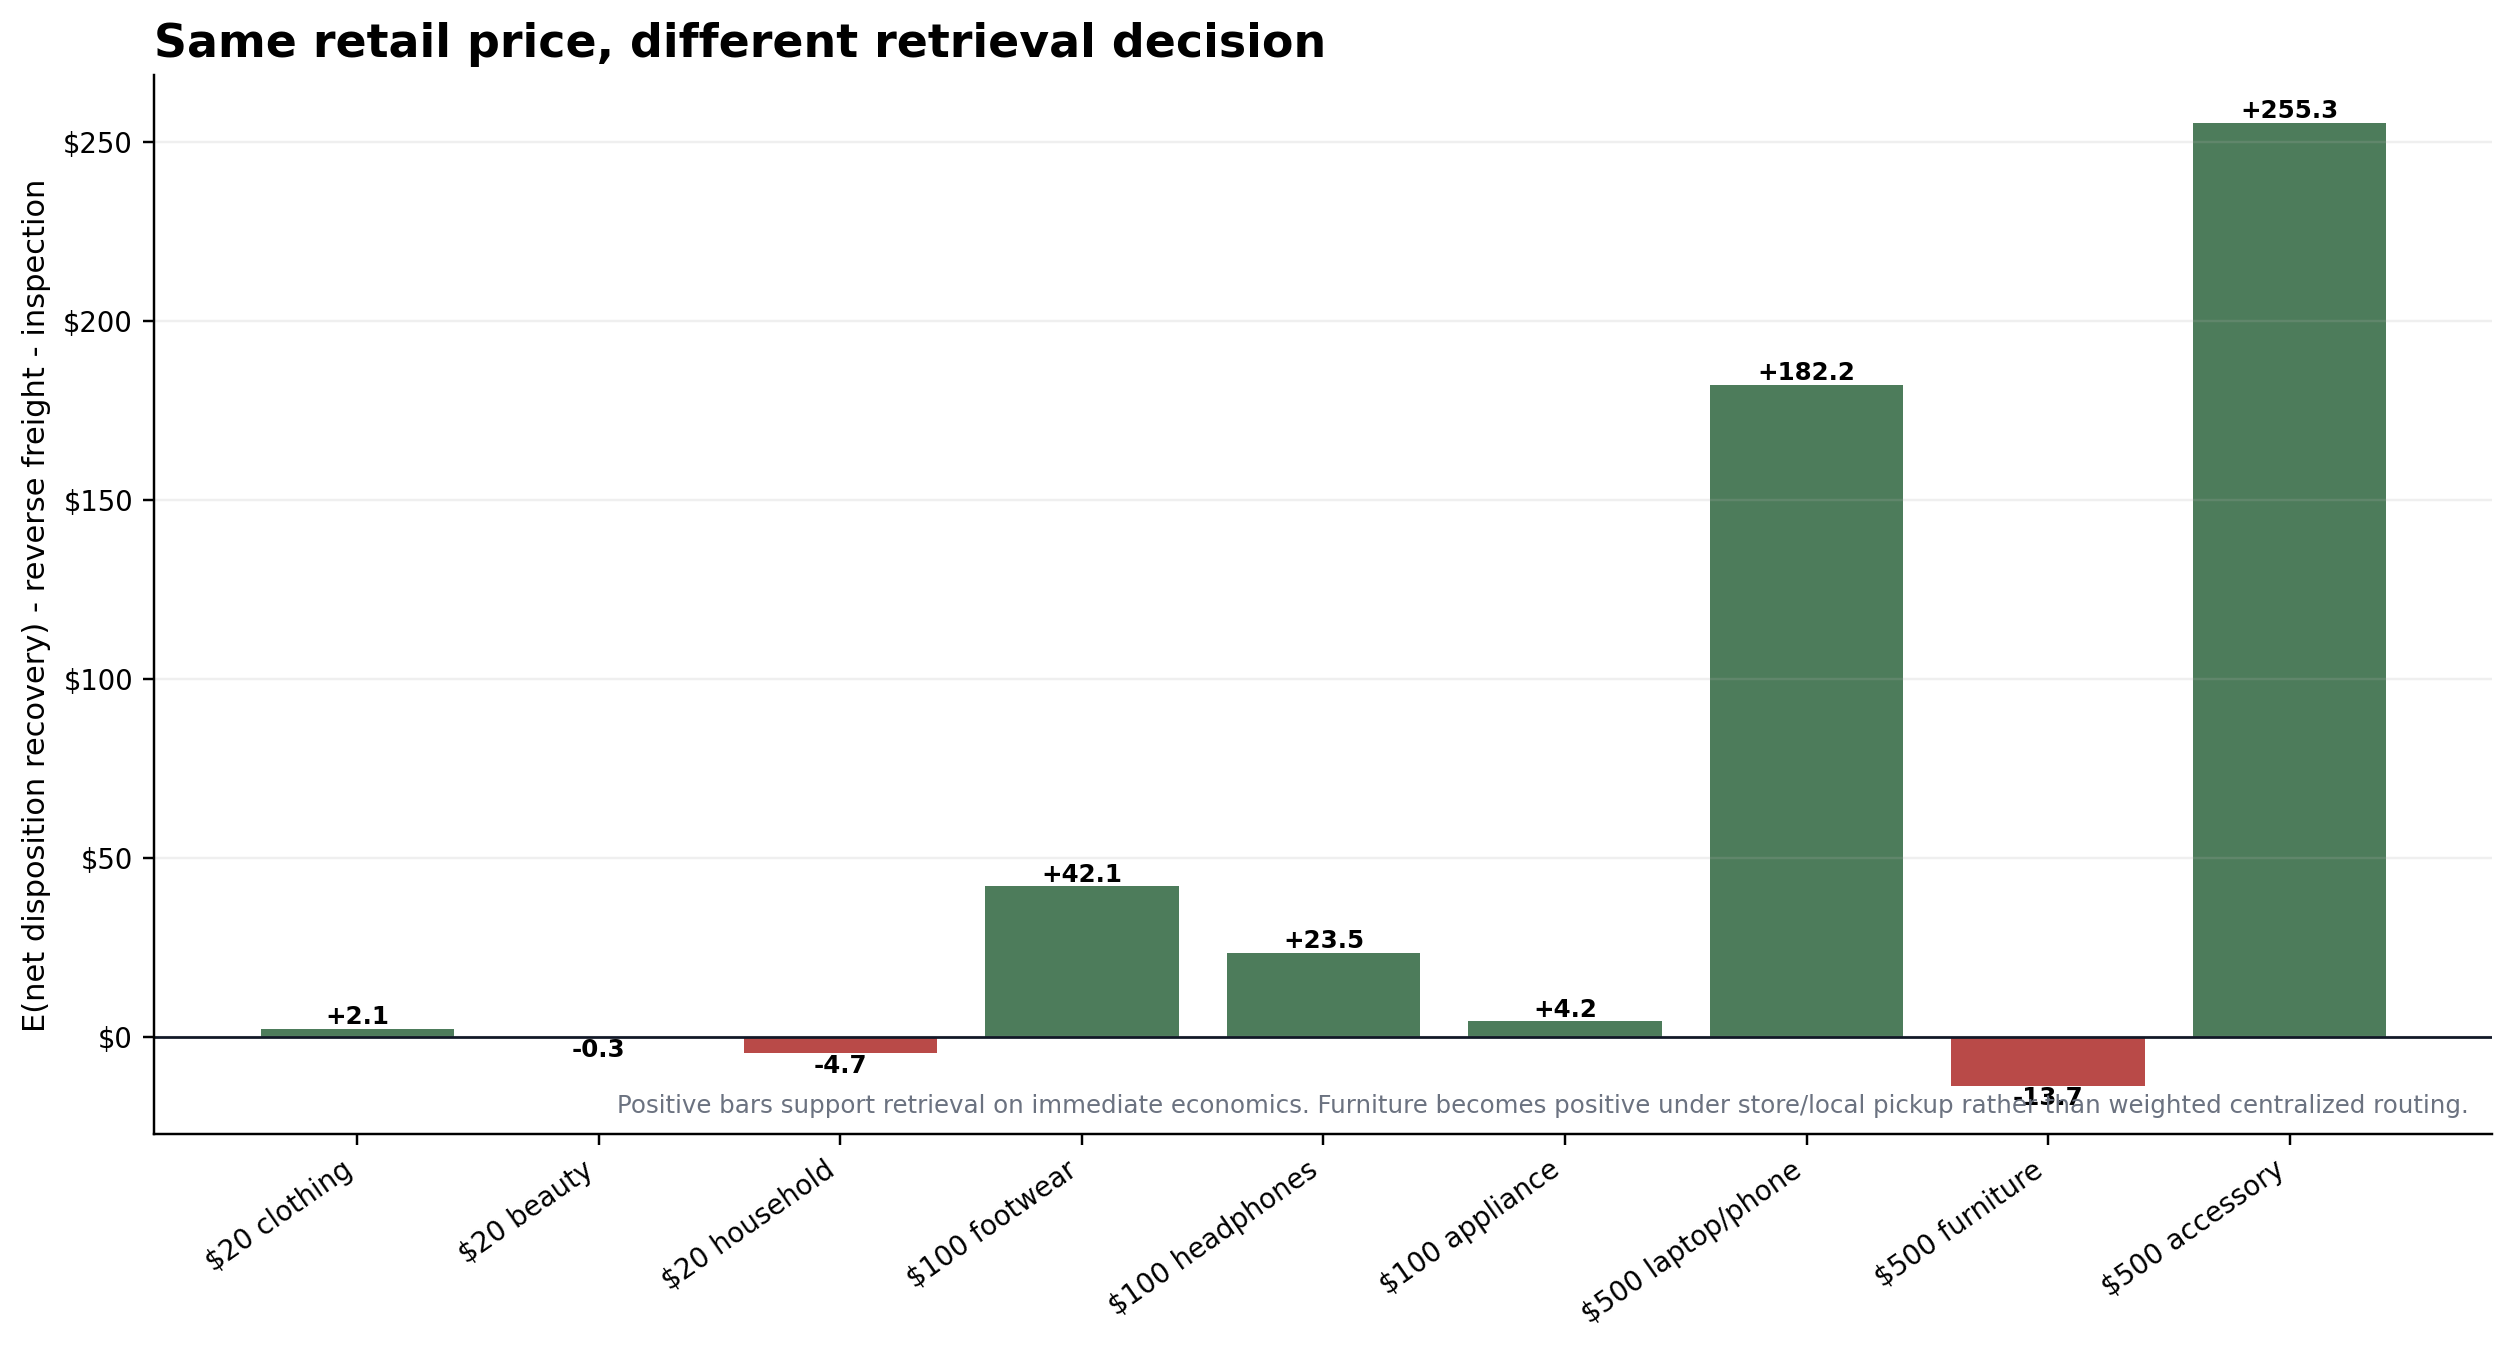 Same retail price, different retrieval decision
E(net disposition recovery) - reverse freight - inspection
$250
$200
$150
$100
$50
$0
+2.1
-0.3
-4.7
+42.1
+23.5
+4.2
+182.2
-13.7
+255.3
Positive bars support retrieval on immediate economics. Furniture becomes positive under store/local pickup rather than weighted centralized routing.
$20 clothing
$20 beauty
$20 household
$100 footwear
$100 headphones
$100 appliance
$500 laptop/phone
$500 furniture
$500 accessory